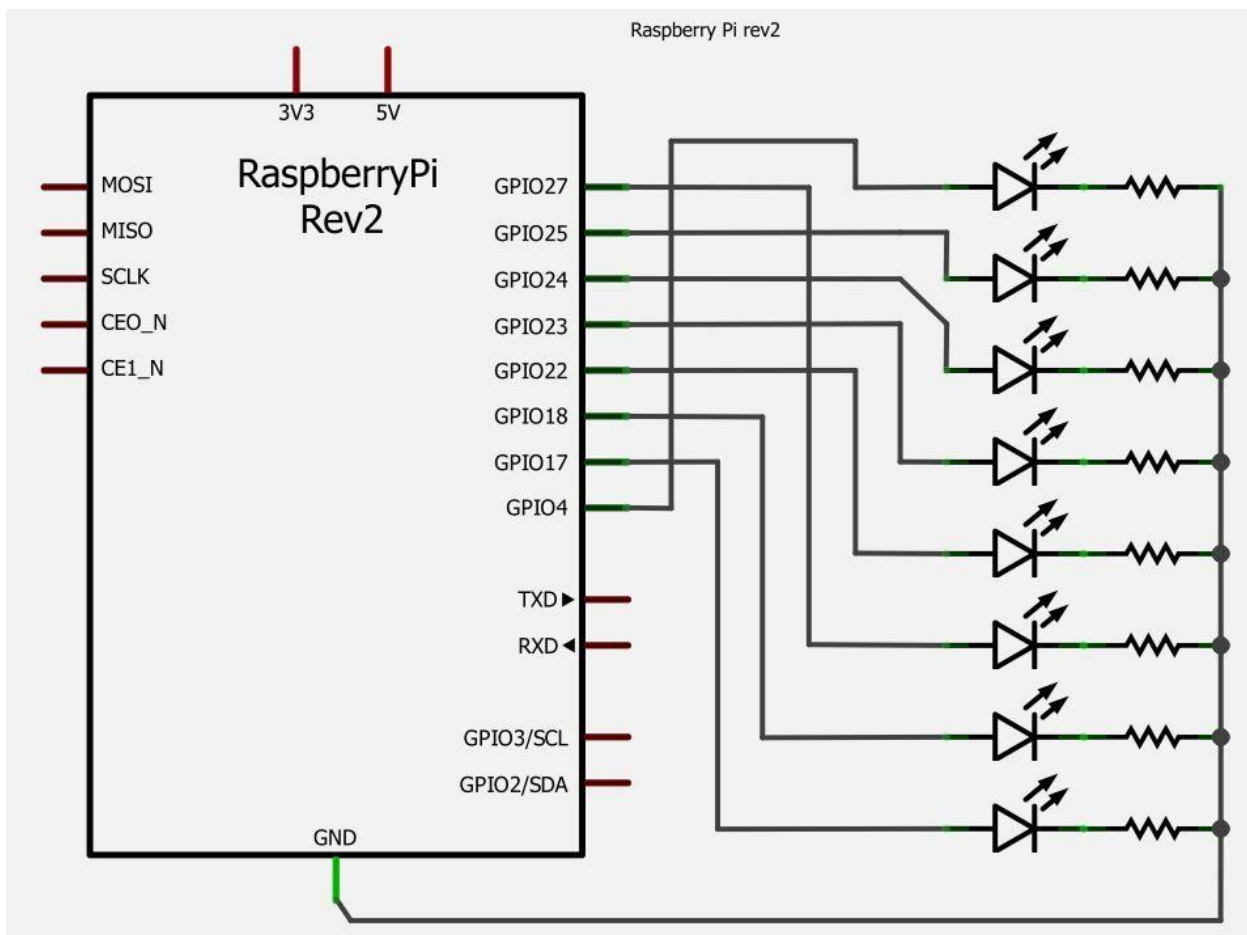 Raspberry Pi rev2
3V3
5V
RaspberryPi
Rev2
MOSI
MISO
SCLK
CEO_N
CE1_N
GPIO27
GPIO25
GPIO24
GPIO23
GPIO22
GPIO18
GPIO17
GPIO4
TXD
RXD
GPIO3/SCL
GPIO2/SDA
GND